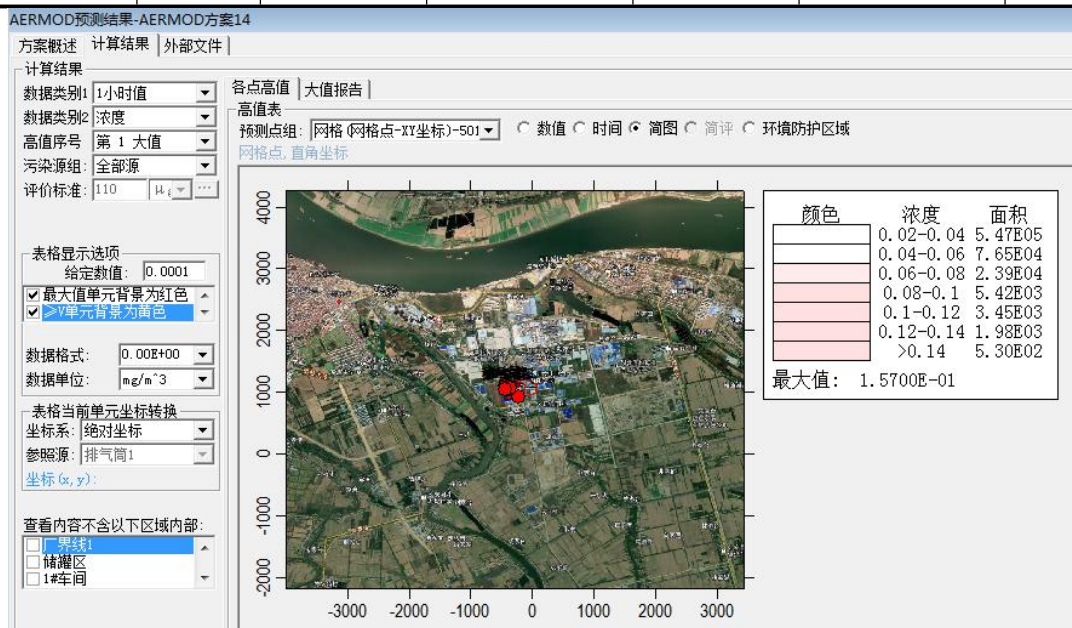 AERMOD预测结果-AERMOD方案14
方案概述 计算结果 外部文件
计算结果
数据类别1 1小时值
数据类别2 浓度
高值序号 第 1 大值
污染源组: 全部源
评价标准: 110
表格显示选项
给定数值: 0.0001
最大值单元背景为红色
≥V单元背景为黄色
数据格式: 0.00E+00
数据单位: mg/m^3
表格当前单元坐标转换
坐标系: 绝对坐标
参照源: 排气筒1
坐标(x,y):
查看内容不含以下区域内部:
厂界线1
储罐区
1#车间
各点高值 大值报告
高值表
预测点组: 网格(网格点-XY坐标)-501 数值 时间 简图 简评 环境防护区域
网格点,直角坐标
4000
3000
2000
1000
0
-1000
-2000
-3000 -2000 -1000 0 1000 2000 3000
颜色 浓度 面积
0.02-0.04 5.47E05
0.04-0.06 7.65E04
0.06-0.08 2.39E04
0.08-0.1 5.42E03
0.1-0.12 3.45E03
0.12-0.14 1.98E03
>0.14 5.30E02
最大值: 1.5700E-01